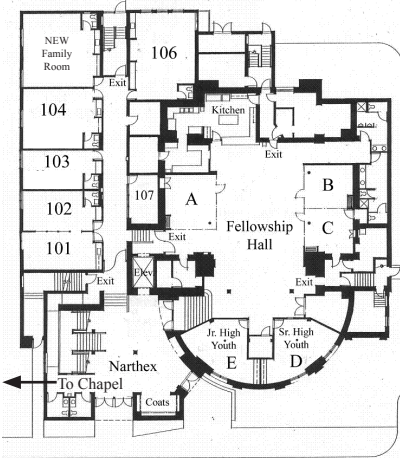 NEW
Family
Room
106
Exit
104
Kitchen
103
Exit
102
107
A
B
Fellowship
Hall
C
101
Exit
Elev
Exit
Exit
Jr. High
Youth
E
Sr. High
Youth
D
Narthex
To Chapel
Coats